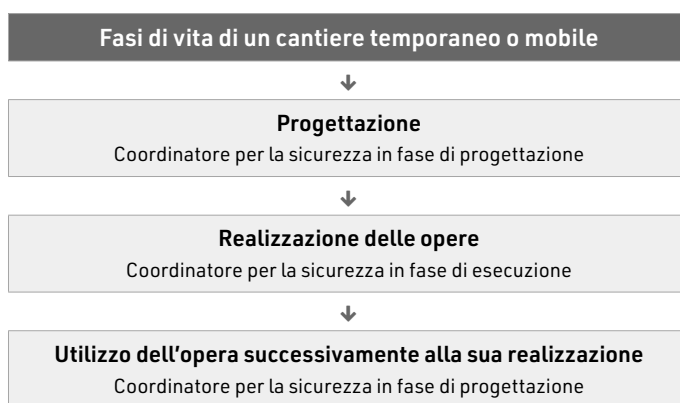 Fasi di vita di un cantiere temporaneo o mobile
Progettazione
Coordinatore per la sicurezza in fase di progettazione
Realizzazione delle opere
Coordinatore per la sicurezza in fase di esecuzione
Utilizzo dell'opera successivamente alla sua realizzazione
Coordinatore per la sicurezza in fase di progettazione